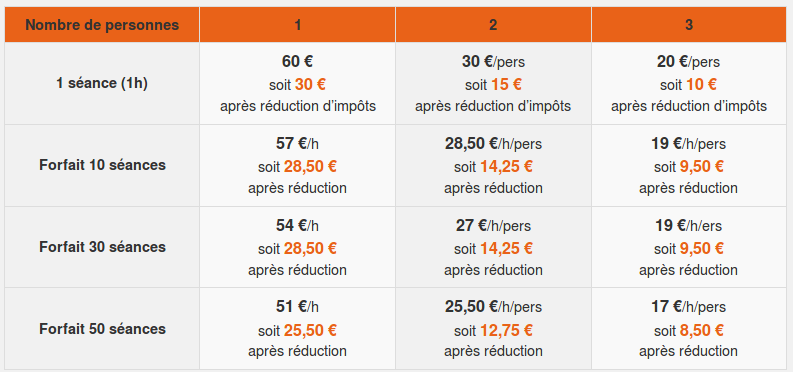 Nombre de personnes 1 2 3
60 € 30 €/pers 20 €/pers
1 séance (1h) soit 30 € soit 15 € soit 10 €
après réduction d'impôts après réduction d'impôts après réduction d'impôts
57 €/h 28,50 €/h/pers 19 €/h/pers
Forfait 10 séances soit 28,50 € soit 14,25 € soit 9,50 €
après réduction après réduction après réduction
54 €/h 27 €/h/pers 19 €/h/ers
Forfait 30 séances soit 28,50 € soit 14,25 € soit 9,50 €
après réduction après réduction après réduction
51 €/h 25,50 €/h/pers 17 €/h/pers
Forfait 50 séances soit 25,50 € soit 12,75 € soit 8,50 €
après réduction après réduction après réduction